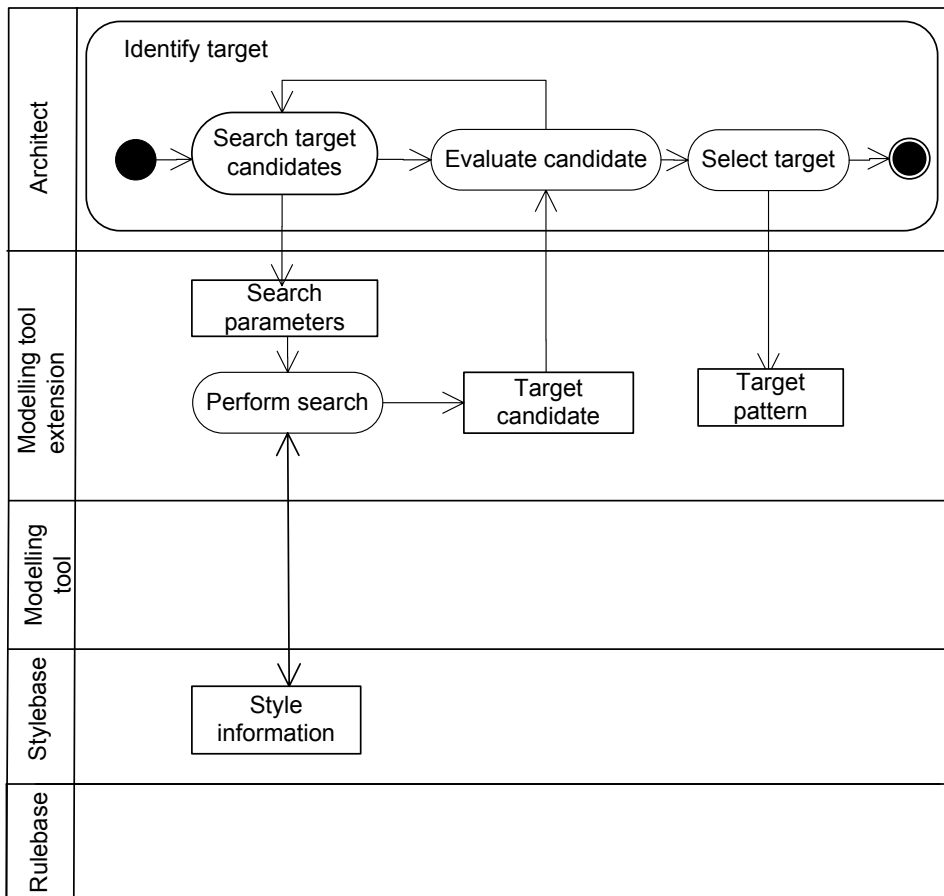 Architect
Identify target
Search target
candidates
Evaluate candidate
Select target
Modelling tool
extension
Search
parameters
Perform search
Target
candidate
Target
pattern
Modelling
tool
Stylebase
Style
information
Rulebase